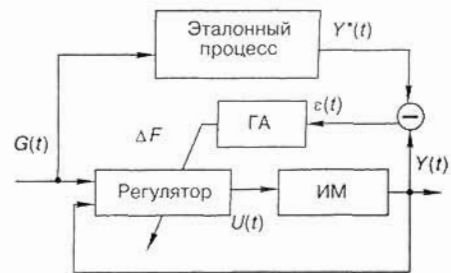 Эталонный
процесс
Y*(t)
ε(t)
ГА
ΔF
G(t)
Y(t)
Регулятор
ИМ
U(t)